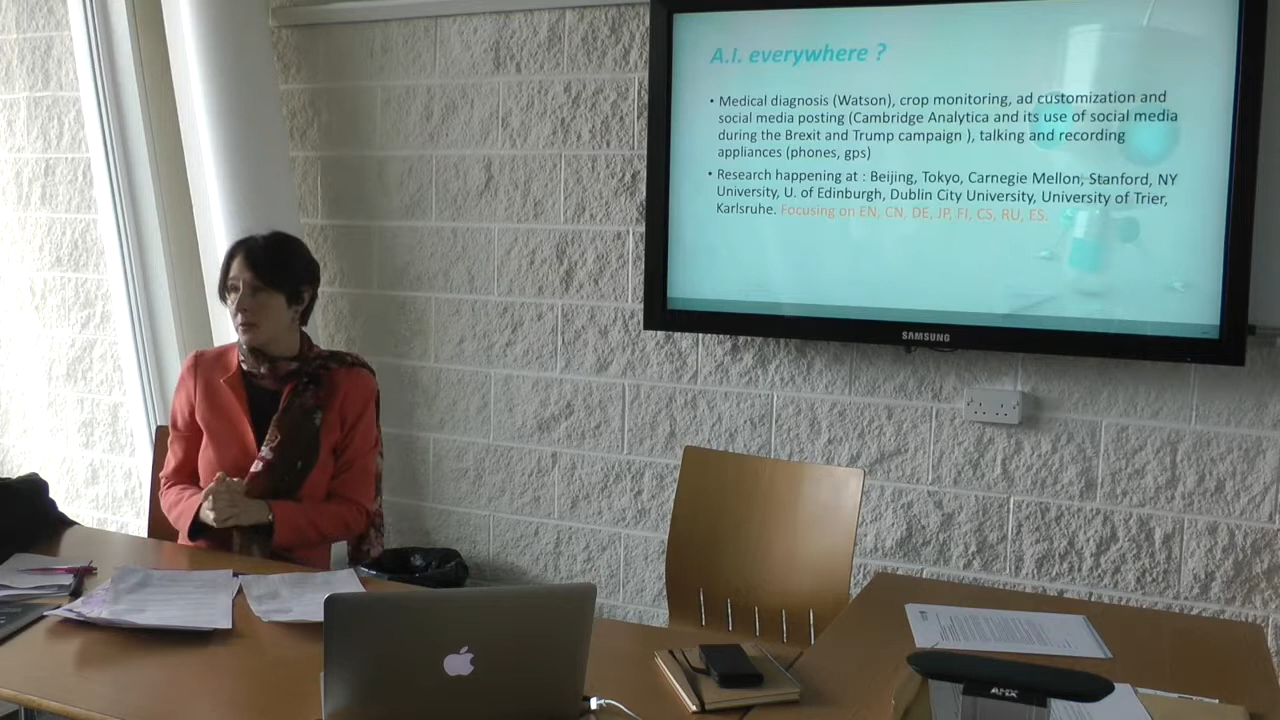 A.I. everywhere ?
• Medical diagnosis (Watson), crop monitoring, ad customization and
social media posting (Cambridge Analytica and its use of social media
during the Brexit and Trump campaign ), talking and recording
appliances (phones, gps)
• Research happening at : Beijing, Tokyo, Carnegie Mellon, Stanford, NY
University, U. of Edinburgh, Dublin City University, University of Trier,
Karlsruhe. Focusing on EN, CN, DE, JP, FI, CS, RU, ES.
SAMSUNG
AMX